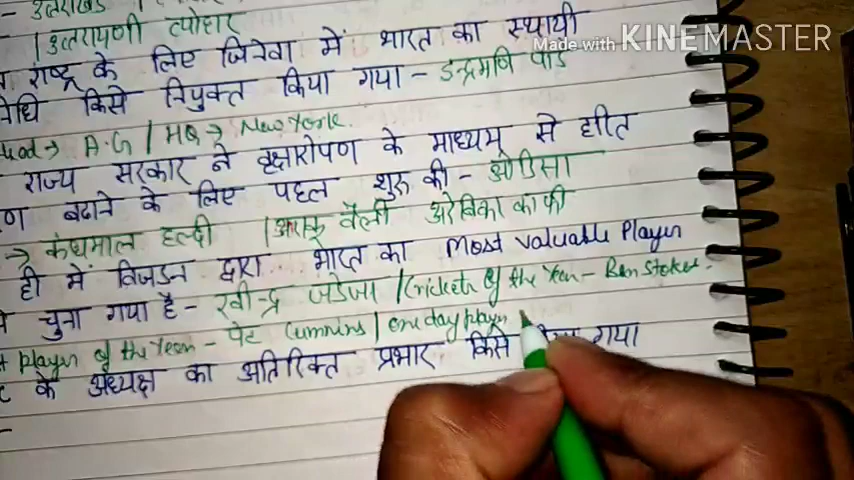 उत्तराखंड
उत्तरायणी त्योहार
Made with KINEMASTER
राष्ट्र के लिए जिनेवा में भारत का स्थायी
निधि किसे नियुक्त किया गया - इन्द्रमणि पांडे
A.G / HQ → New York
राज्य सरकार ने वृक्षारोपण के माध्यम से हरित
बढाने के लिए पहल शुरू की - ओडिसा
→ कंधमाल हल्दी | अराकू वैली अरेबिका काफी
ही में विजडन द्वारा भारत का Most valuable Player
चुना गया है - रवीन्द्र जडेजा / Cricketer of the Year - Ben Stokes
Player of the Year - पेट Cummins | one day player
के अध्यक्ष का अतिरिक्त प्रभार किसे गया